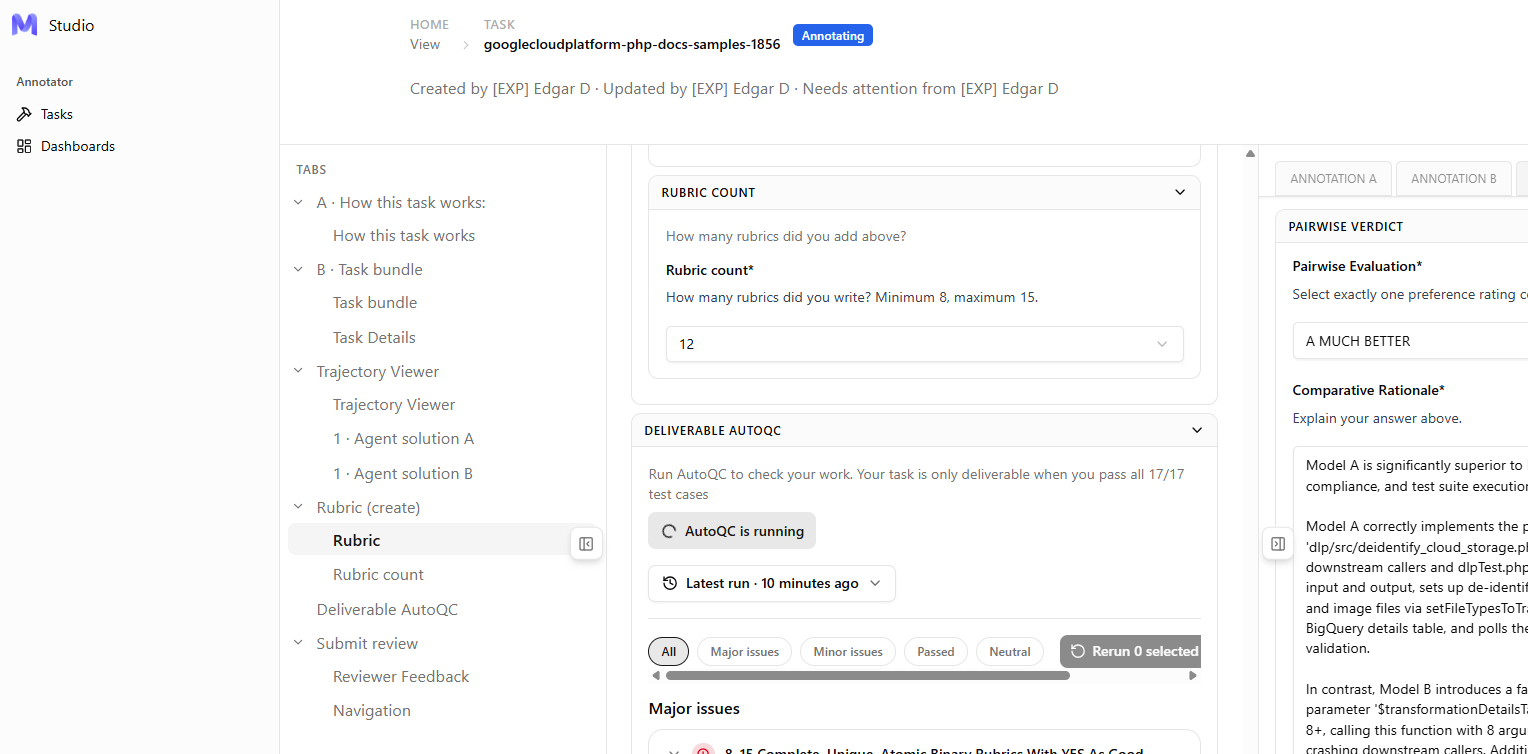 Studio
Annotator
Tasks
Dashboards
HOME
View
TASK
googlecloudplatform-php-docs-samples-1856
Annotating
Created by [EXP] Edgar D · Updated by [EXP] Edgar D · Needs attention from [EXP] Edgar D
TABS
A · How this task works:
How this task works
B · Task bundle
Task bundle
Task Details
Trajectory Viewer
Trajectory Viewer
1 · Agent solution A
1 · Agent solution B
Rubric (create)
Rubric
Rubric count
Deliverable AutoQC
Submit review
Reviewer Feedback
Navigation
RUBRIC COUNT
How many rubrics did you add above?
Rubric count*
How many rubrics did you write? Minimum 8, maximum 15.
12
DELIVERABLE AUTOQC
Run AutoQC to check your work. Your task is only deliverable when you pass all 17/17
test cases
AutoQC is running
Latest run · 10 minutes ago
All
Major issues
Minor issues
Passed
Neutral
Rerun 0 selected
Major issues
8-15 Complete, Unique, Atomic Binary Rubrics With YES As Good
ANNOTATION A
ANNOTATION B
PAIRWISE VERDICT
Pairwise Evaluation*
Select exactly one preference rating
A MUCH BETTER
Comparative Rationale*
Explain your answer above.
Model A is significantly superior to
compliance, and test suite execution
Model A correctly implements the
'dlp/src/deidentify_cloud_storage.
downstream callers and dlpTest.php
input and output, sets up
and image files via
BigQuery details table, and polls the
validation.
In contrast, Model B introduces a
parameter
8+, calling this function with 8
crashing downstream callers.